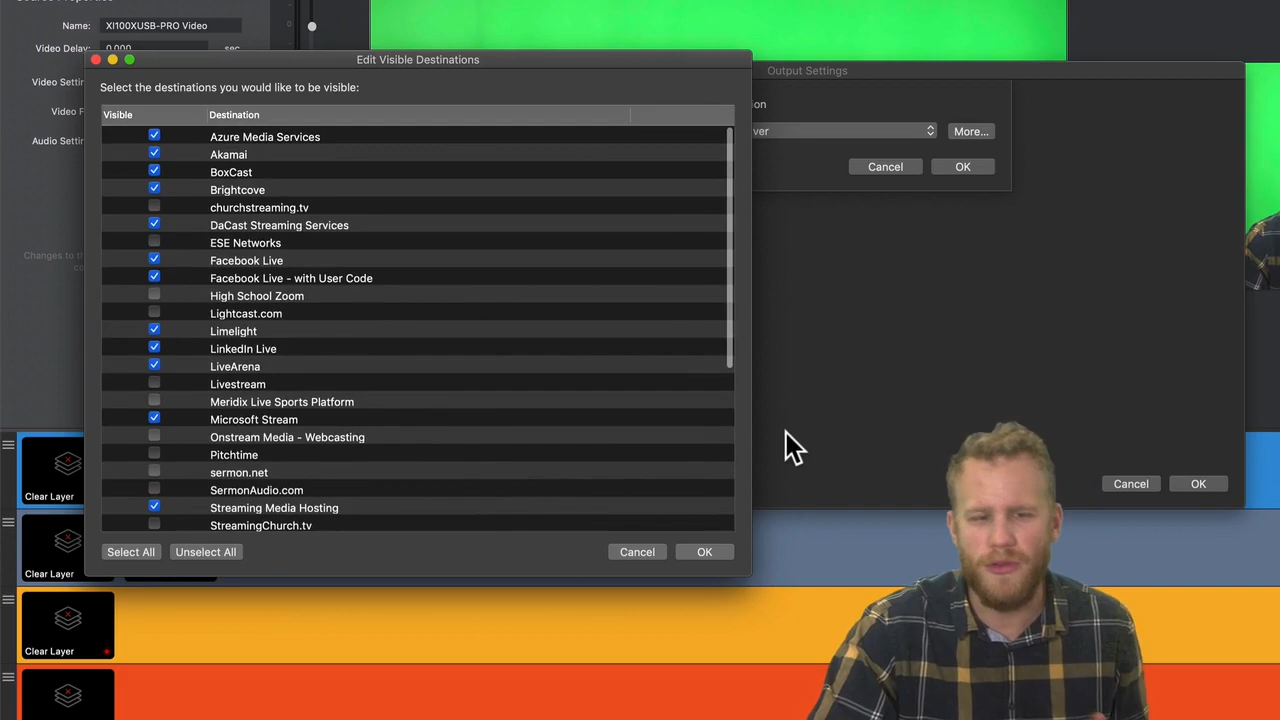 Name: XI100XUSB-PRO Video
Video Delay: 0.000 sec
Edit Visible Destinations
Output Settings
Video Setti
Select the destinations you would like to be visible:
Visible Destination
Video F
Audio Settin
Azure Media Services
Akamai
BoxCast
Brightcove
churchstreaming.tv
DaCast Streaming Services
ESE Networks
Facebook Live
Facebook Live - with User Code
High School Zoom
Lightcast.com
Limelight
LinkedIn Live
LiveArena
Livestream
Meridix Live Sports Platform
Microsoft Stream
Onstream Media - Webcasting
Pitchtime
sermon.net
SermonAudio.com
Streaming Media Hosting
StreamingChurch.tv
Select All Unselect All Cancel OK
ion
ver More...
Cancel OK
Cancel OK
Changes to th
Clear Layer
Clear Layer
Clear Layer